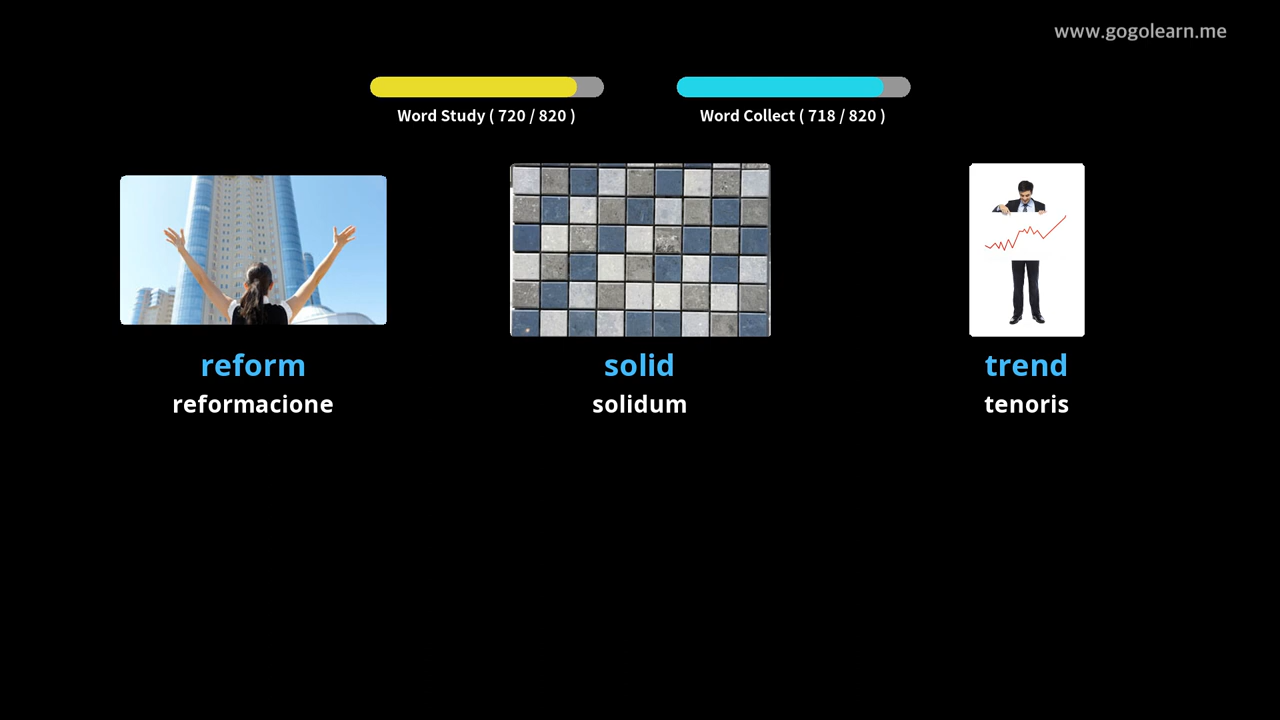 www.gogolearn.me
Word Study ( 720 / 820 )
Word Collect ( 718 / 820 )
reform
solid
trend
reformacione
solidum
tenoris